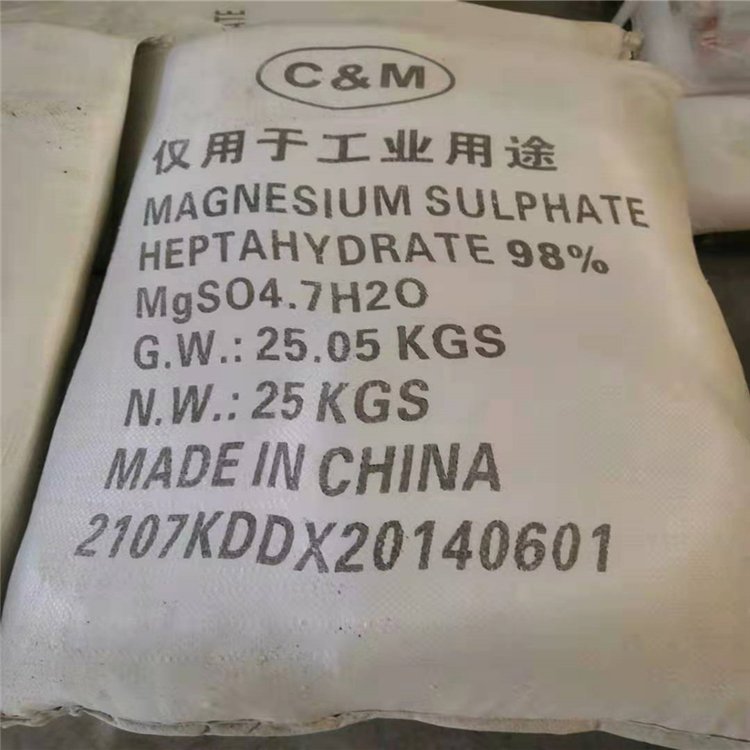 C&M
仅用于工业用途
MAGNESIUM SULPHATE
HEPTAHYDRATE 98%
MgSO4.7H2O
G.W.: 25.05 KGS
N.W.: 25 KGS
MADE IN CHINA
2107KDDX20140601